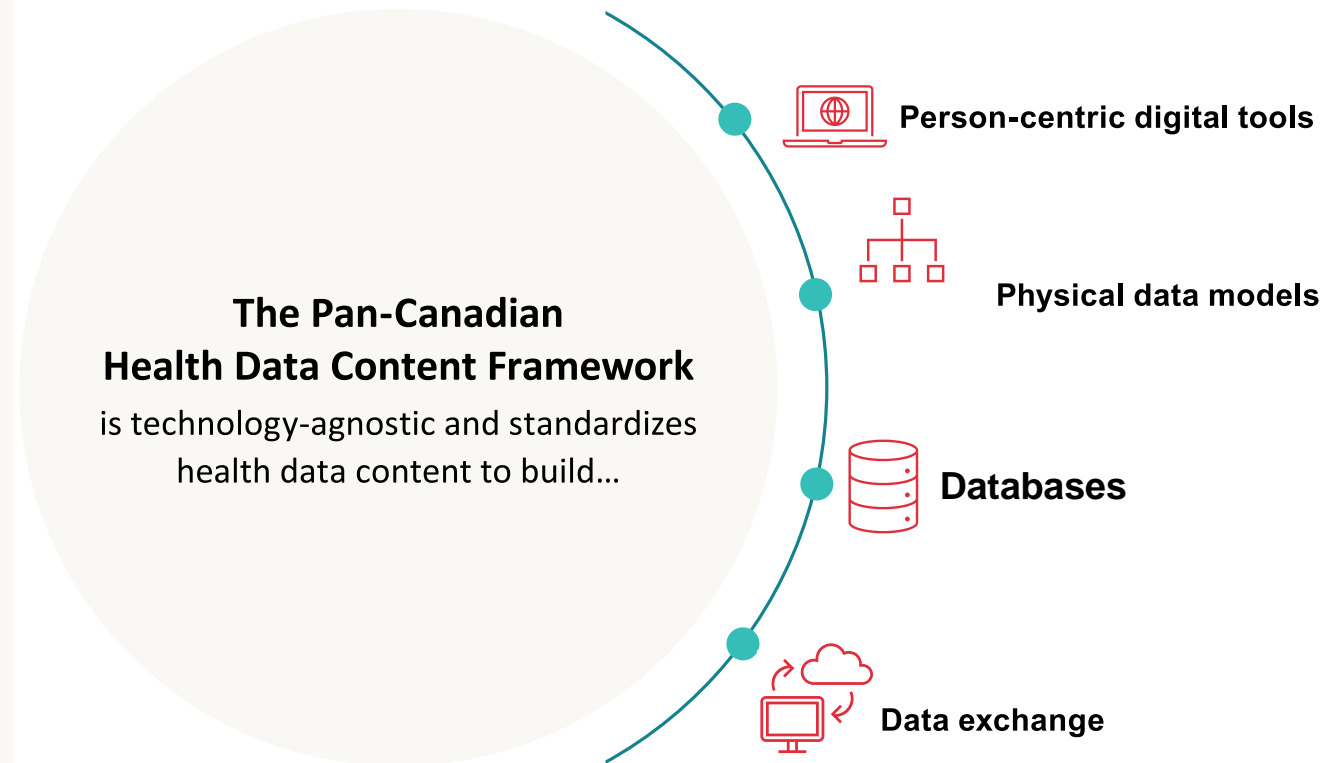 The Pan-Canadian
Health Data Content Framework
is technology-agnostic and standardizes
health data content to build…
Person-centric digital tools
Physical data models
Databases
Data exchange